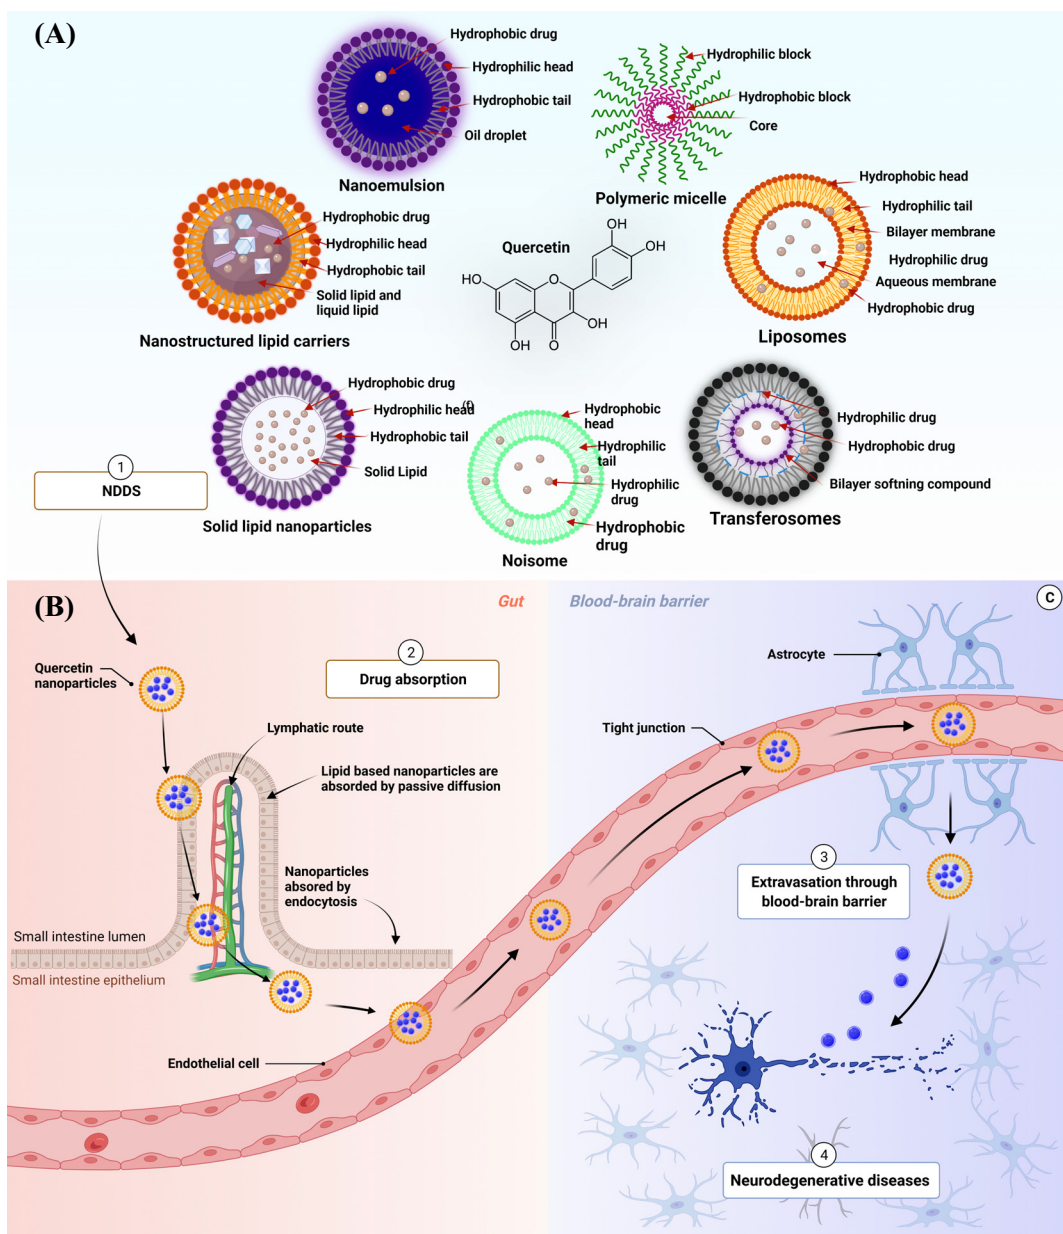 (A)
Hydrophobic drug
Hydrophilic head
Hydrophobic tail
Oil droplet
Nanoemulsion
Hydrophilic block
Hydrophobic block
Core
Polymeric micelle
Hydrophobic drug
Hydrophilic head
Hydrophobic tail
Solid lipid and
liquid lipid
Nanostructured lipid carriers
Quercetin
OH
OH
HO
O
OH
OH
O
Hydrophobic head
Hydrophilic tail
Bilayer membrane
Hydrophilic drug
Aqueous membrane
Hydrophobic drug
Liposomes
Hydrophobic drug
Hydrophilic head
(f)
Hydrophobic tail
Solid Lipid
Solid lipid nanoparticles
Hydrophobic
head
Hydrophilic
tail
Hydrophilic
drug
Hydrophobic
drug
Noisome
Hydrophilic drug
Hydrophobic drug
Bilayer softning compound
Transferosomes
1
NDDS
(B)
Gut
Blood-brain barrier
C
Quercetin
nanoparticles
2
Drug absorption
Lymphatic route
Lipid based nanoparticles are
absorded by passive diffusion
Nanoparticles
absored by
endocytosis
Small intestine lumen
Small intestine epithelium
Endothelial cell
Astrocyte
Tight junction
3
Extravasation through
blood-brain barrier
4
Neurodegenerative diseases